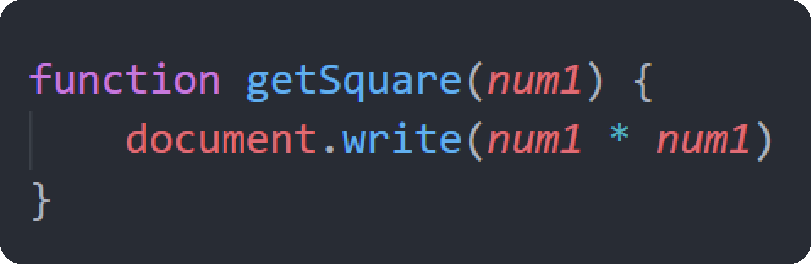 function getSquare(num1) {
    document.write(num1 * num1)
}